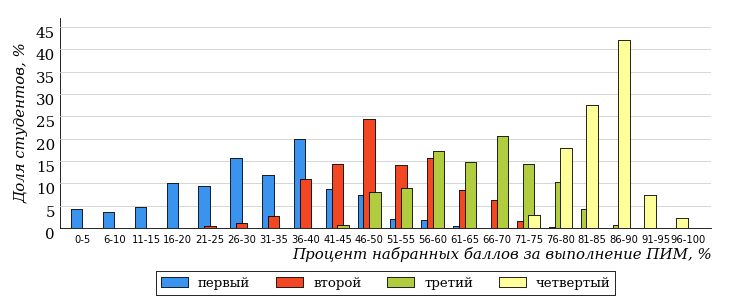 Доля студентов, %
45
40
35
30
25
20
15
10
5
0
0-5 6-10 11-15 16-20 21-25 26-30 31-35 36-40 41-45 46-50 51-55 56-60 61-65 66-70 71-75 76-80 81-85 86-90 91-95 96-100
Процент набранных баллов за выполнение ПИМ, %
первый второй третий четвертый